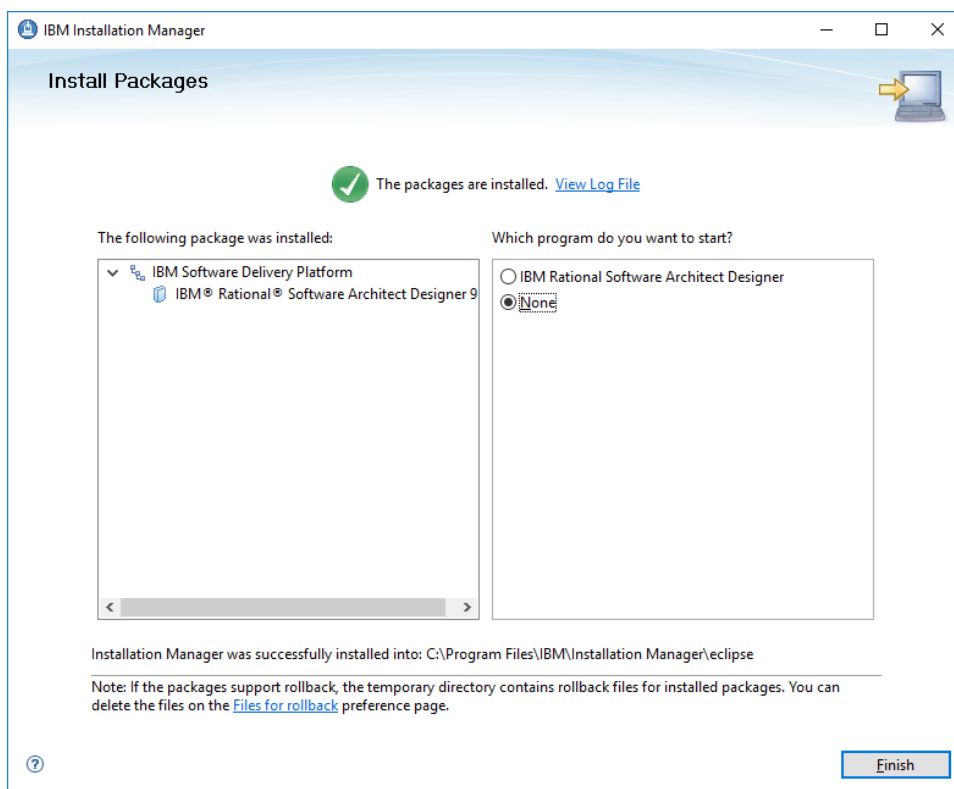 IBM Installation Manager
Install Packages
The packages are installed. View Log File
The following package was installed:
Which program do you want to start?
IBM Software Delivery Platform
IBM® Rational® Software Architect Designer 9
IBM Rational Software Architect Designer
None
Installation Manager was successfully installed into: C:\Program Files\IBM\Installation Manager\eclipse
Note: If the packages support rollback, the temporary directory contains rollback files for installed packages. You can
delete the files on the Files for rollback preference page.
?
Finish